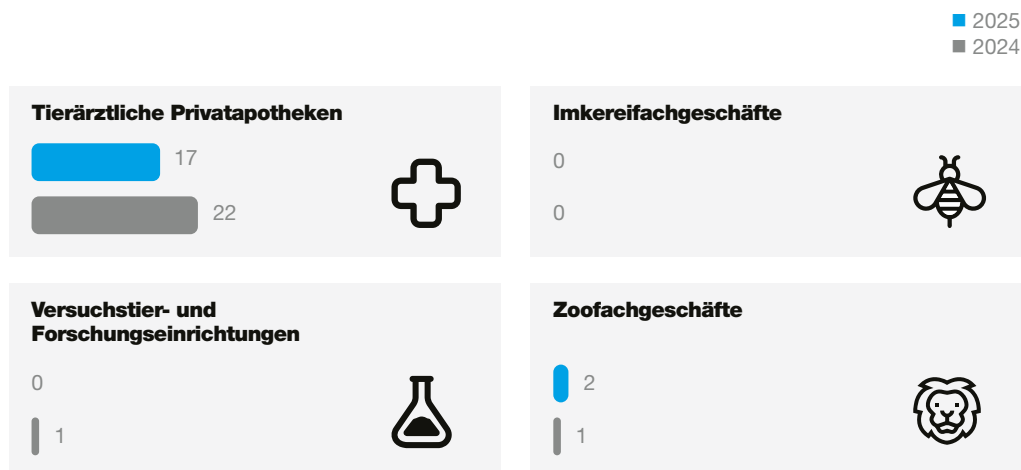 2025
2024
Tierärztliche Privatapotheken
17
22
Imkereifachgeschäfte
0
0
Versuchstier- und
Forschungseinrichtungen
0
1
Zoofachgeschäfte
2
1